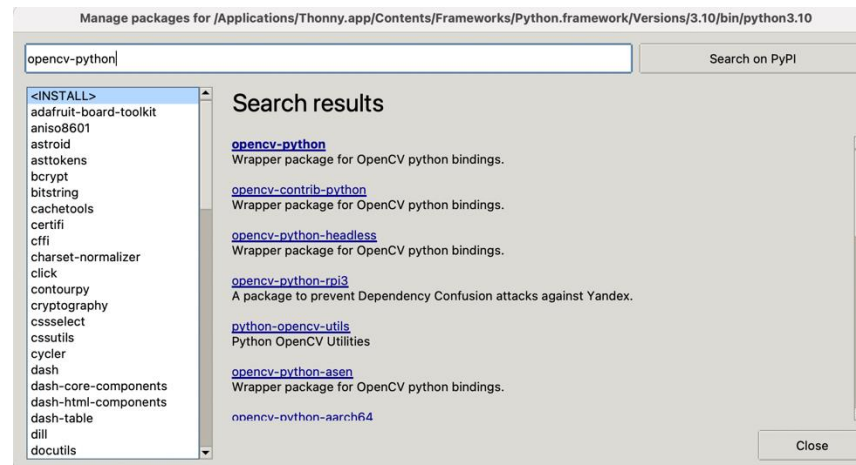 Manage packages for /Applications/Thonny.app/Contents/Frameworks/Python.framework/Versions/3.10/bin/python3.10
opencv-python
Search on PyPI
<INSTALL>
adafruit-board-toolkit
aniso8601
astroid
asttokens
bcrypt
bitstring
cachetools
certifi
cffi
charset-normalizer
click
contourpy
cryptography
cssselect
cssutils
cycler
dash
dash-core-components
dash-html-components
dash-table
dill
docutils
Search results
opencv-python
Wrapper package for OpenCV python bindings.
opencv-contrib-python
Wrapper package for OpenCV python bindings.
opencv-python-headless
Wrapper package for OpenCV python bindings.
opencv-python-rpi3
A package to prevent Dependency Confusion attacks against Yandex.
python-opencv-utils
Python OpenCV Utilities
opencv-python-asen
Wrapper package for OpenCV python bindings.
opencv-python-aarch64
Close